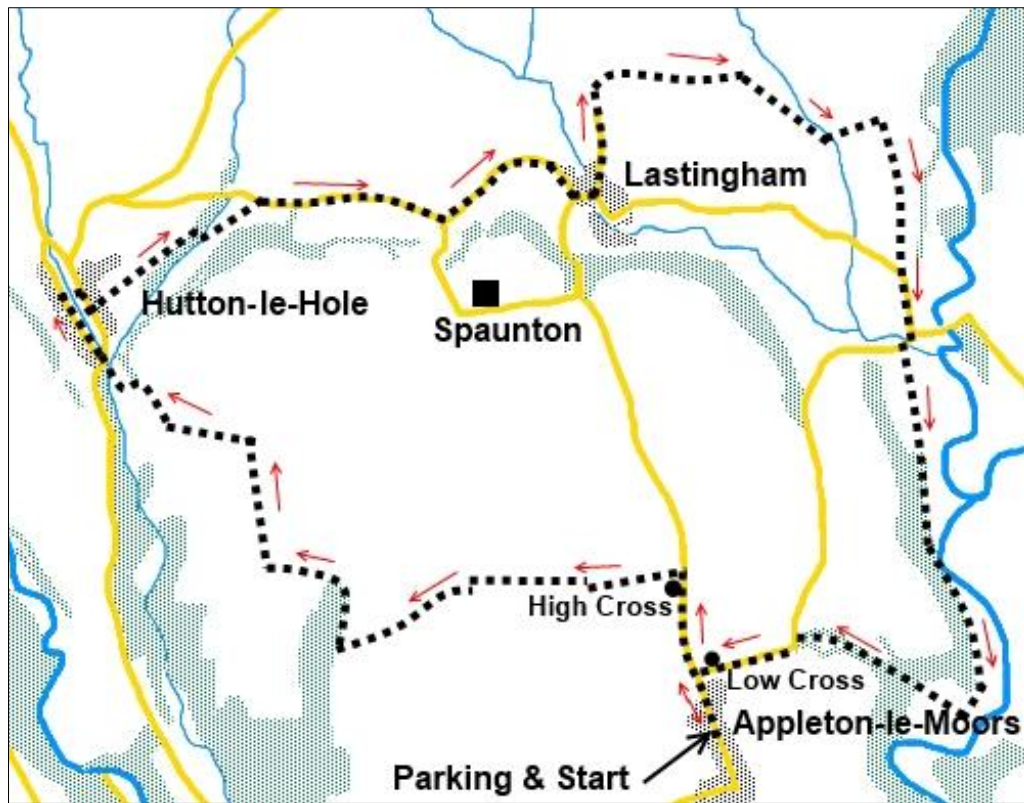 Lastingham
Hutton-le-Hole
Spaunton
High Cross
Low Cross
Appleton-le-Moors
Parking & Start